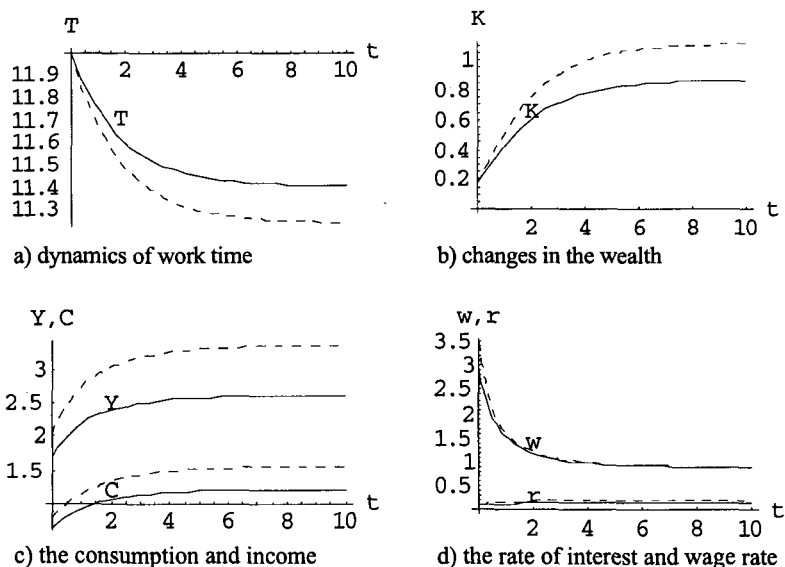 T
t
2 4 6 8 10
11.9
11.8
11.7
11.6
11.5
11.4
11.3
T
a) dynamics of work time
K
1
0.8
0.6
0.4
0.2
K
2 4 6 8 10
t
b) changes in the wealth
Y,C
3
2.5
2
1.5
Y
C
2 4 6 8 10
t
c) the consumption and income
w,r
3.5
3
2.5
2
1.5
1
0.5
w
r
2 4 6 8 10
t
d) the rate of interest and wage rate